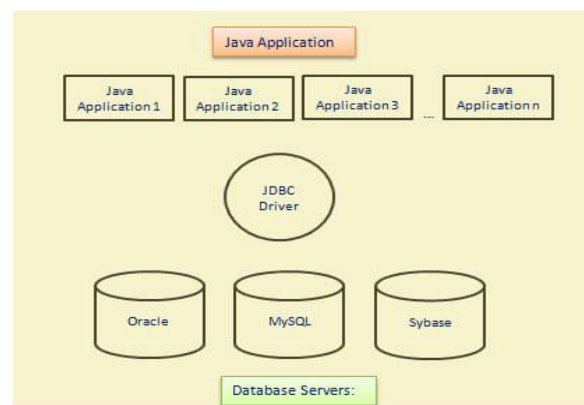 Java Application
Java
Application 1
Java
Application 2
Java
Application 3
...
Java
Application n
JDBC
Driver
Oracle
MySQL
Sybase
Database Servers: